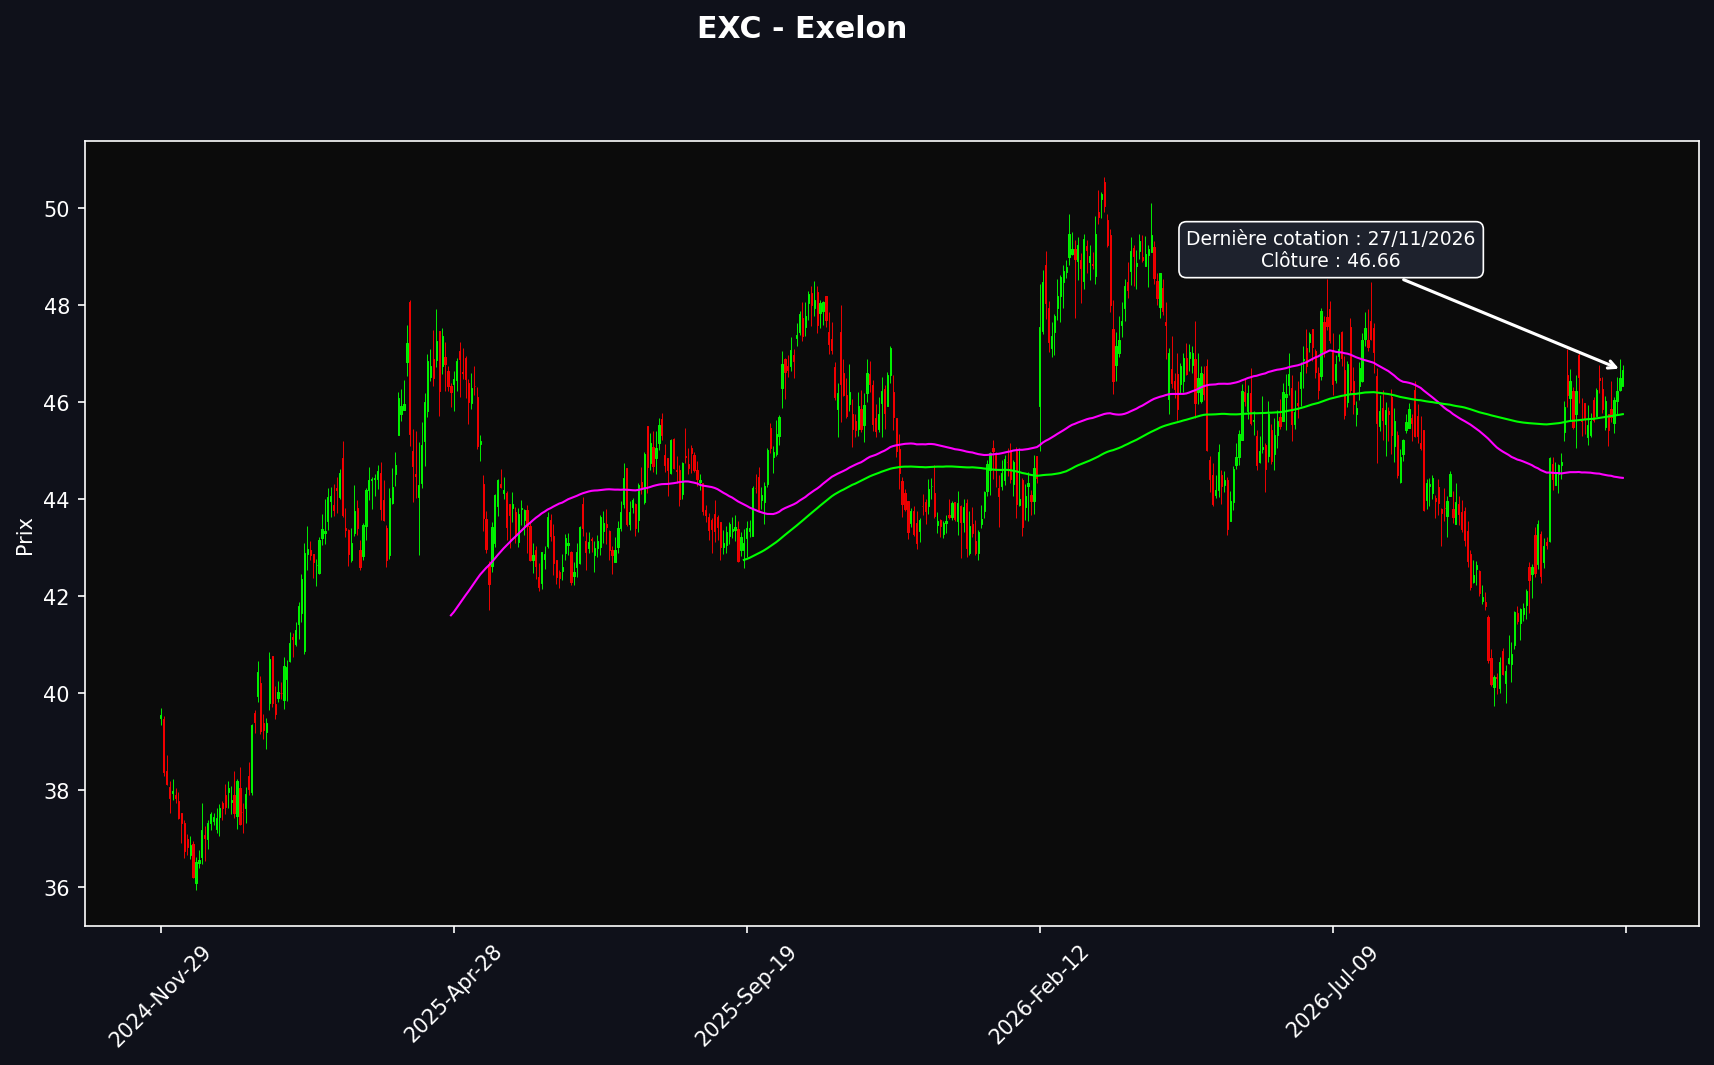 EXC - Exelon
Dernière cotation : 27/11/2026
Clôture : 46.66
Prix
50
48
46
44
42
40
38
36
2024-Nov-29
2025-Apr-28
2025-Sep-19
2026-Feb-12
2026-Jul-09